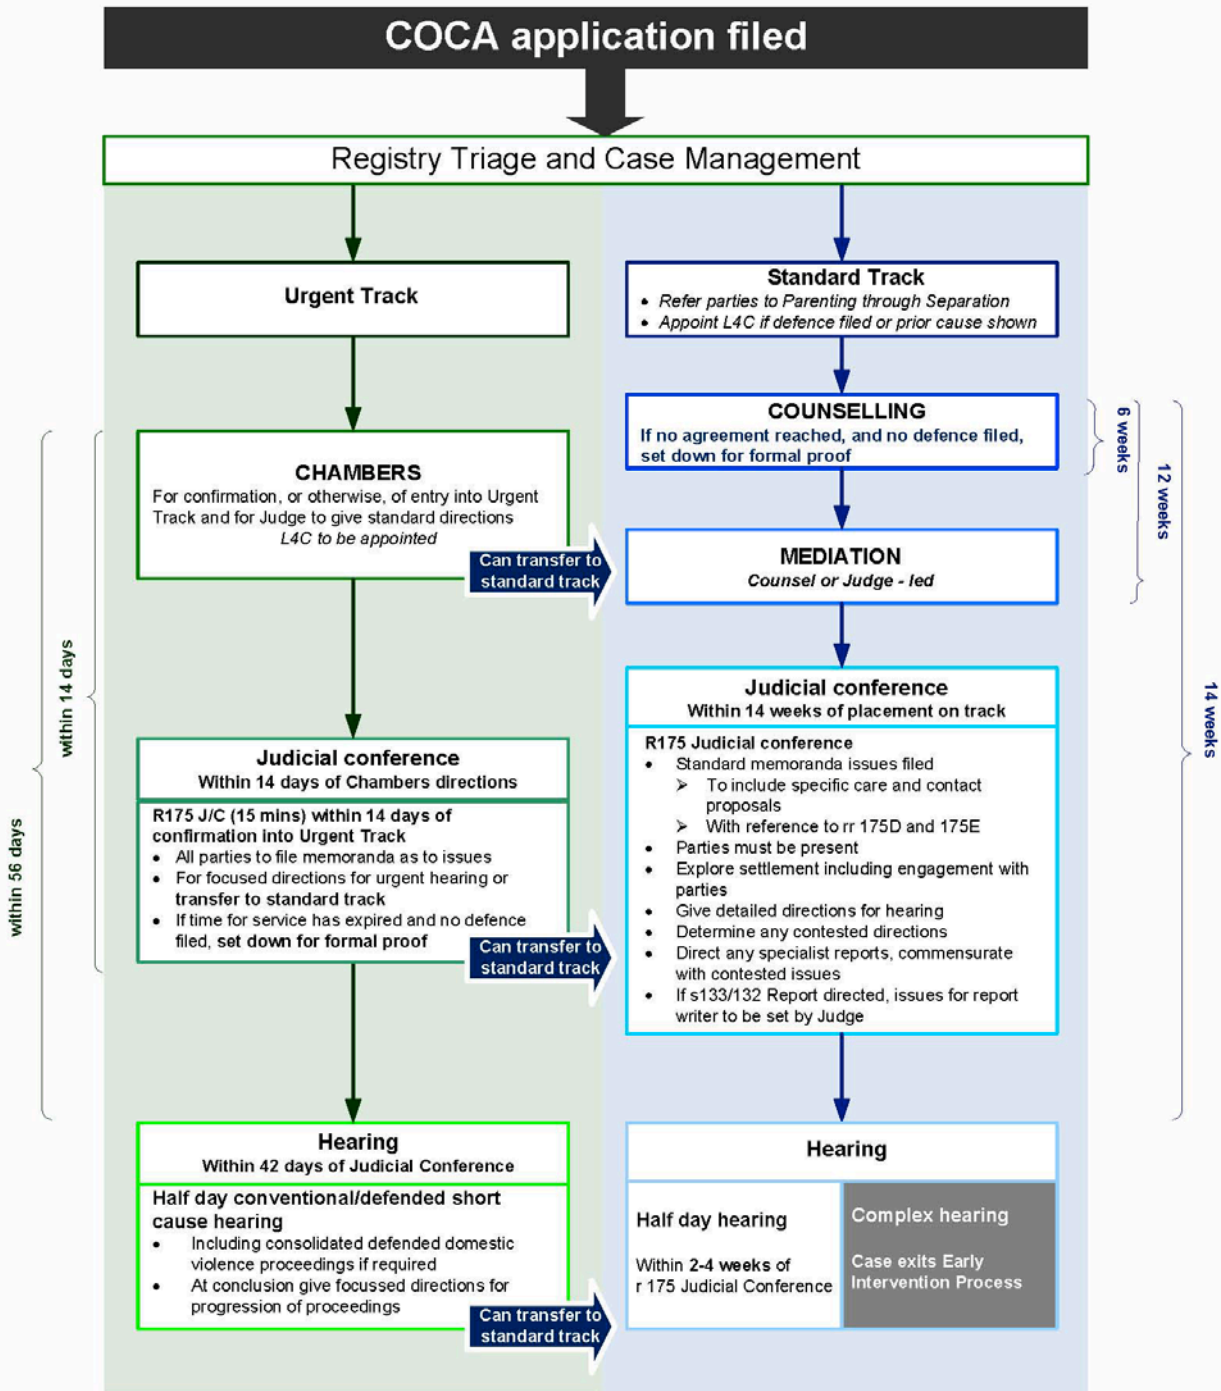 COCA application filed
Registry Triage and Case Management
Urgent Track
CHAMBERS
For confirmation, or otherwise, of entry into Urgent
Track and for Judge to give standard directions
L4C to be appointed
Can transfer to
standard track
within 14 days
within 56 days
Judicial conference
Within 14 days of Chambers directions
R175 J/C (15 mins) within 14 days of
confirmation into Urgent Track
• All parties to file memoranda as to issues
• For focused directions for urgent hearing or
transfer to standard track
• If time for service has expired and no defence
filed, set down for formal proof
Can transfer to
standard track
Hearing
Within 42 days of Judicial Conference
Half day conventional/defended short
cause hearing
• Including consolidated defended domestic
violence proceedings if required
• At conclusion give focussed directions for
progression of proceedings
Can transfer to
standard track
Standard Track
• Refer parties to Parenting through Separation
• Appoint L4C if defence filed or prior cause shown
COUNSELLING
If no agreement reached, and no defence filed,
set down for formal proof
6 weeks
12 weeks
14 weeks
MEDIATION
Counsel or Judge - led
Judicial conference
Within 14 weeks of placement on track
R175 Judicial conference
• Standard memoranda issues filed
➢ To include specific care and contact
proposals
➢ With reference to rr 175D and 175E
• Parties must be present
• Explore settlement including engagement with
parties
• Give detailed directions for hearing
• Determine any contested directions
• Direct any specialist reports, commensurate
with contested issues
• If s133/132 Report directed, issues for report
writer to be set by Judge
Hearing
Half day hearing
Within 2-4 weeks of
r 175 Judicial Conference
Complex hearing
Case exits Early
Intervention Process